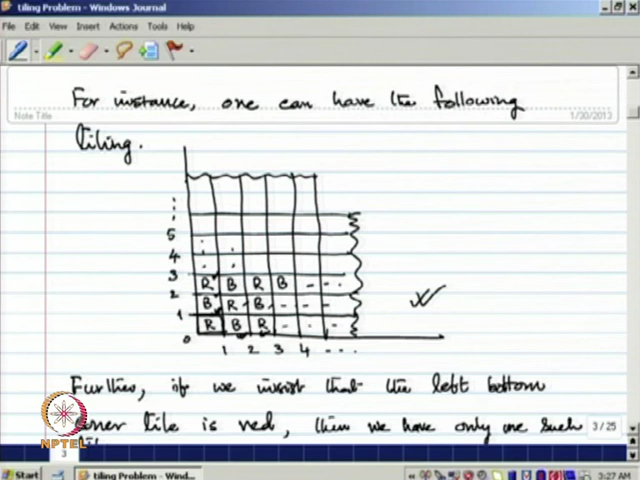 tiling Problem - Windows Journal
File Edit View Insert Actions Tools Help
For instance, one can have the following
Note Title
1/30/2013
tiling.
5
4
3
R B R B - - -
2
B R B - - -
1
R B R - - -
0
1 2 3 4 ...
Further, if we insist that the left bottom
corner tile is red, then we have only one such
3 / 25
NPTEL
3
Start
tiling Problem - Wind...
3:27 AM